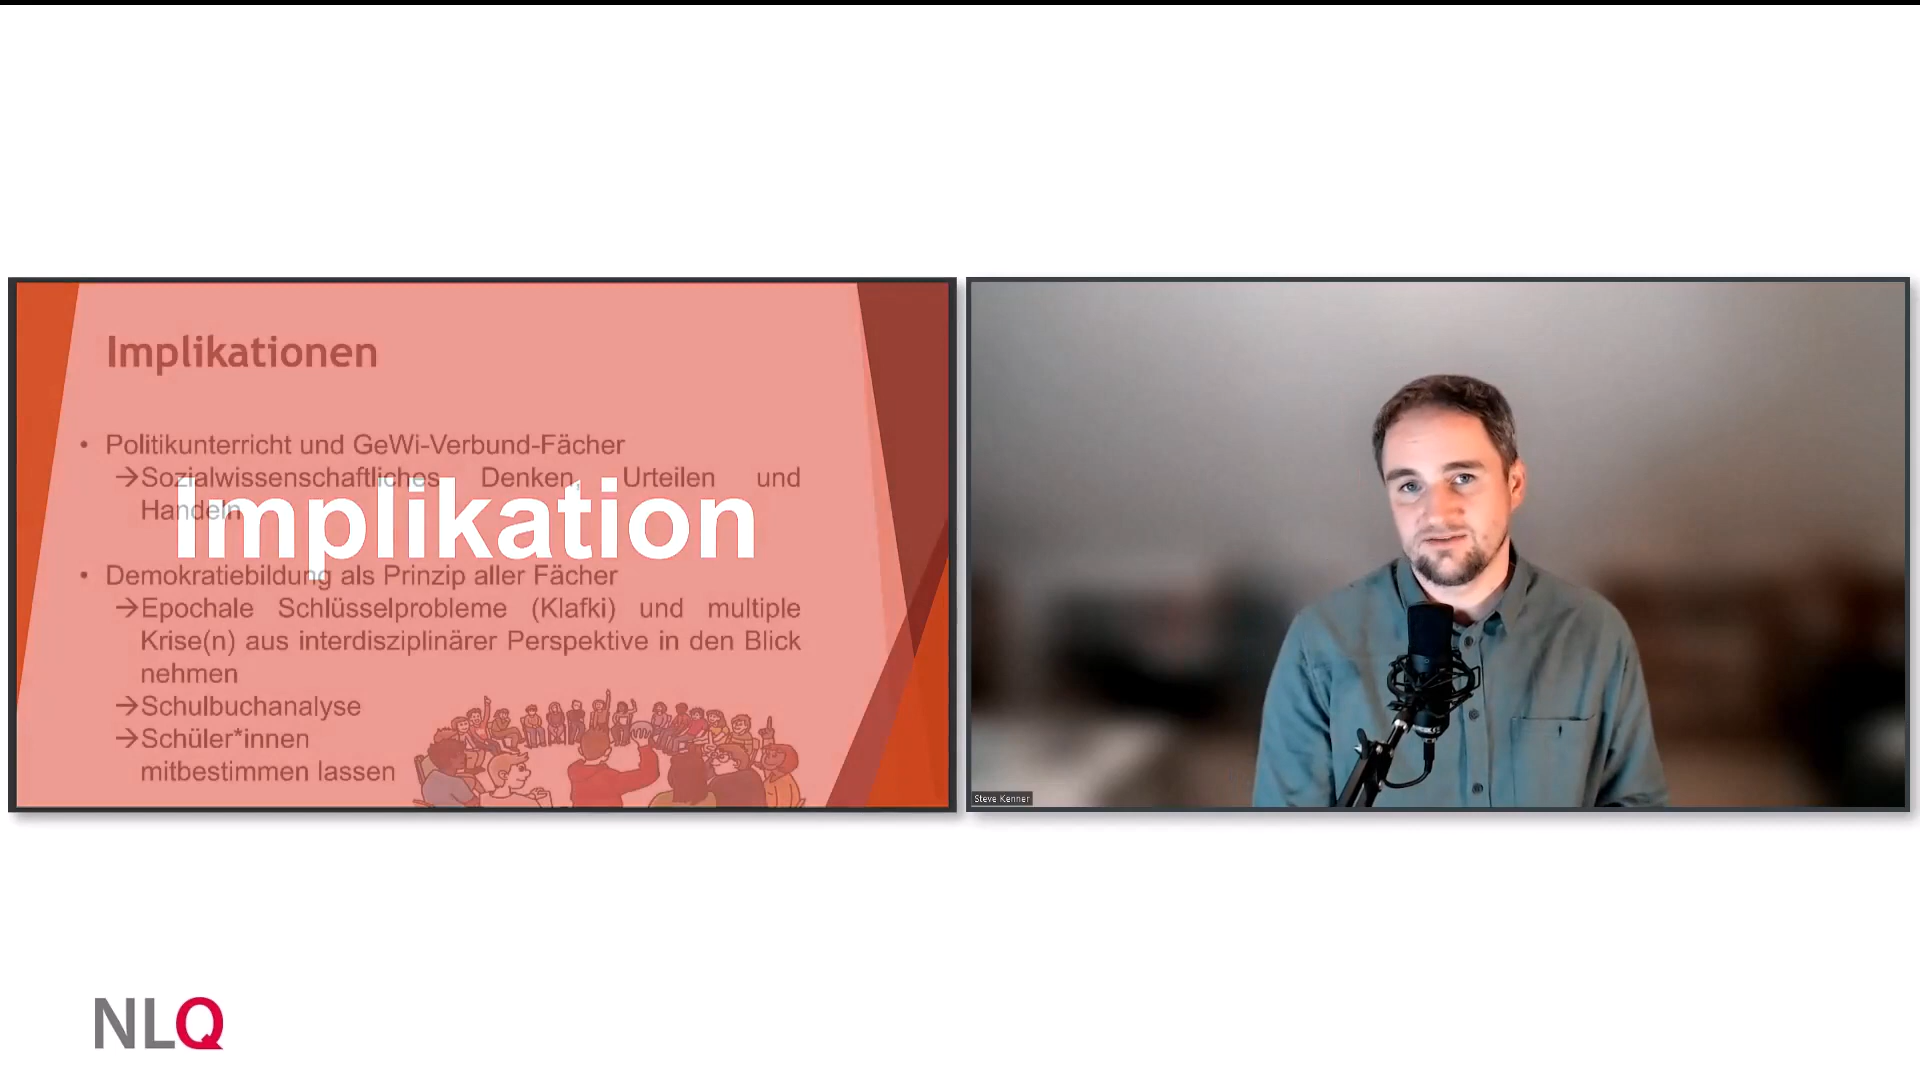 Implikationen
• Politikunterricht und GeWi-Verbund-Fächer
→Sozialwissenschaftliches Denken, Urteilen und
Handeln
Implikation
• Demokratiebildung als Prinzip aller Fächer
→Epochale Schlüsselprobleme (Klafki) und multiple
Krise(n) aus interdisziplinärer Perspektive in den Blick
nehmen
→Schulbuchanalyse
→Schüler*innen
mitbestimmen lassen
Steve Kenner
NLQ